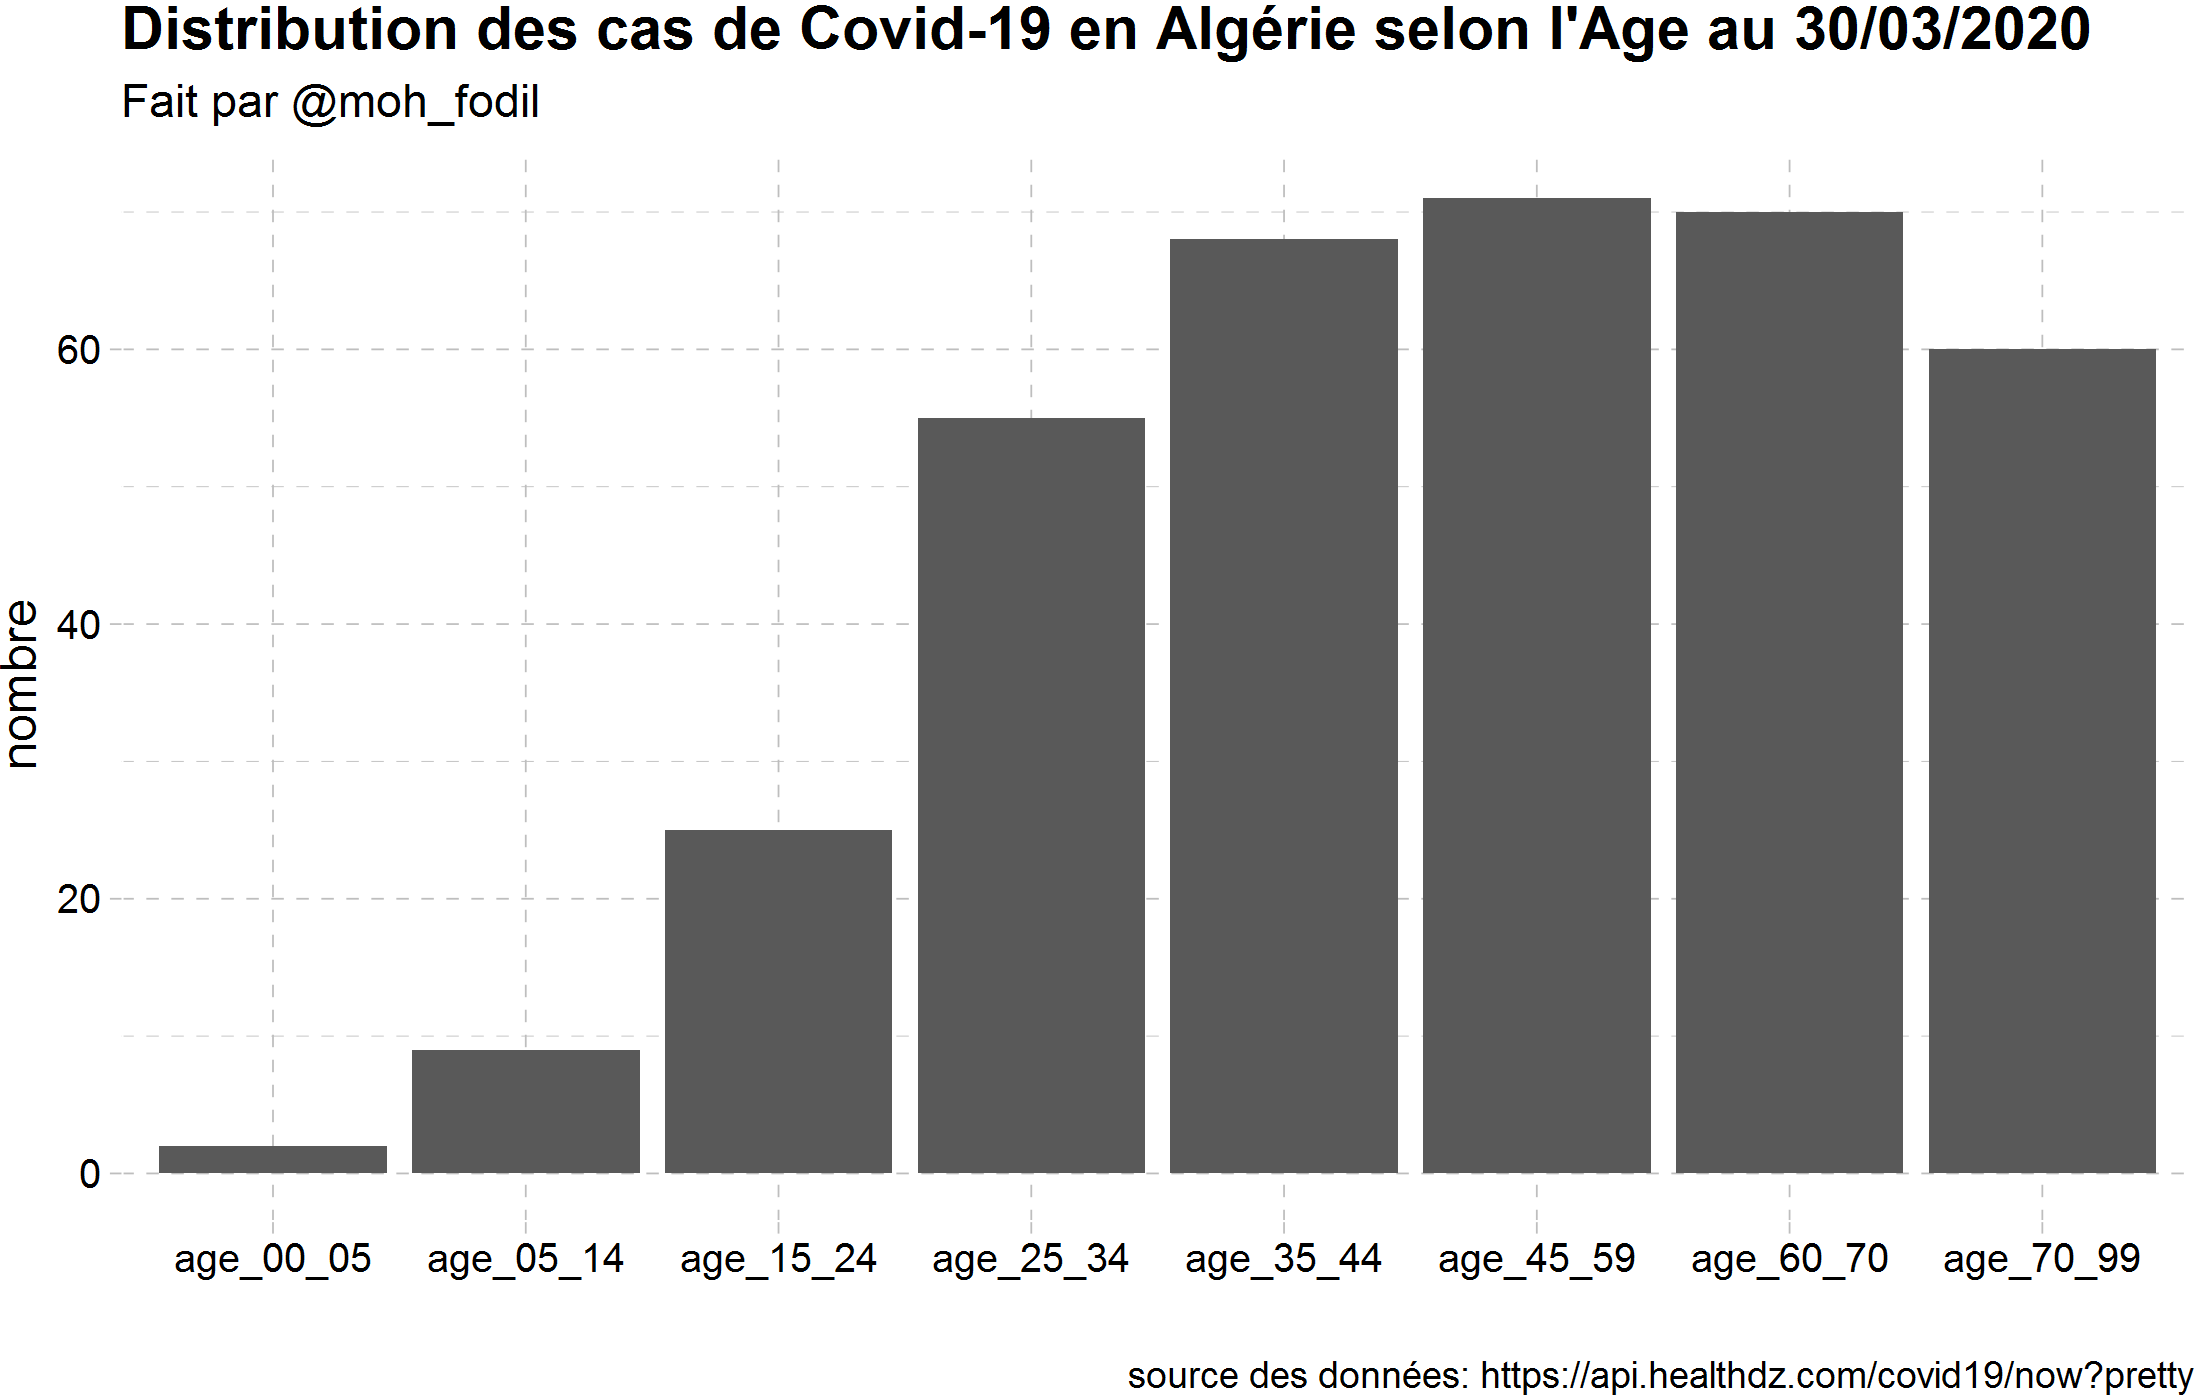 Distribution des cas de Covid-19 en Algérie selon l'Age au 30/03/2020
Fait par @moh_fodil
nombre
60
40
20
0
age_00_05 age_05_14 age_15_24 age_25_34 age_35_44 age_45_59 age_60_70 age_70_99
source des données: https://api.healthdz.com/covid19/now?pretty